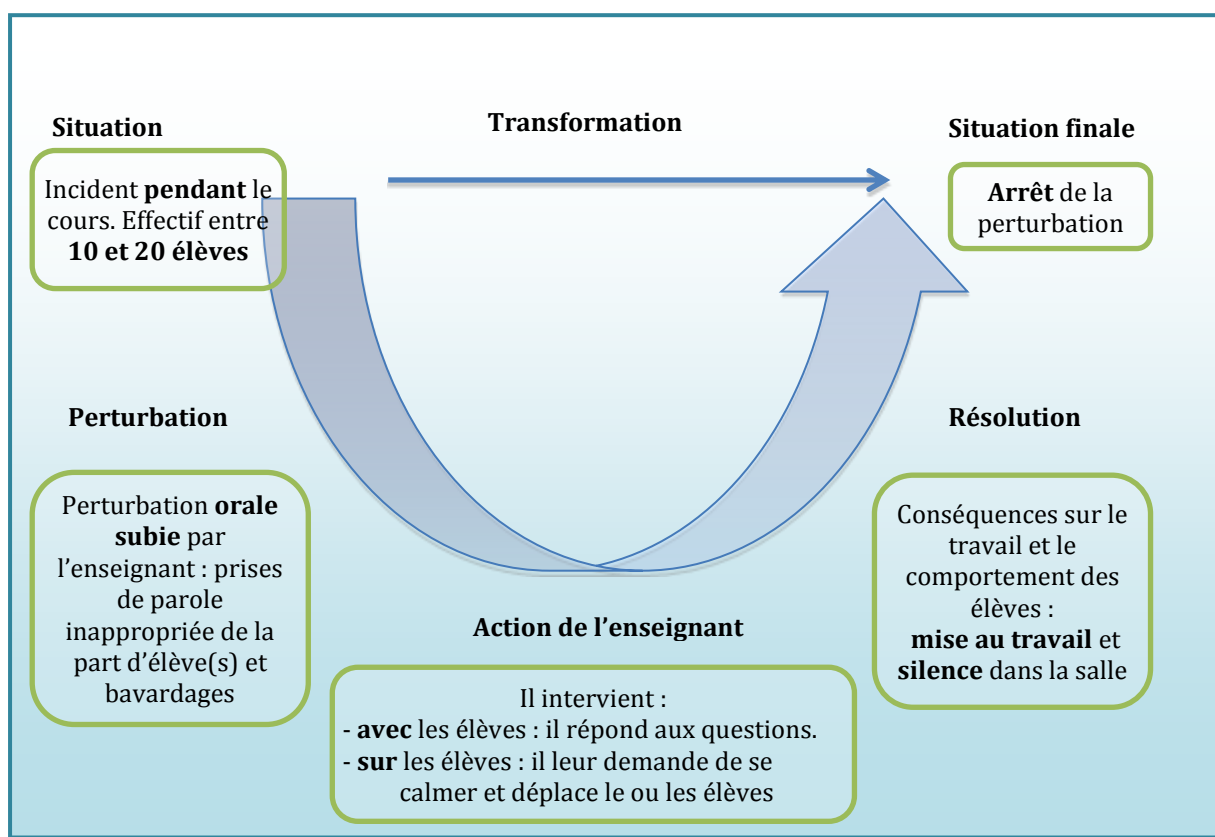 Situation
Transformation
Situation finale
Incident pendant le
cours. Effectif entre
10 et 20 élèves
Arrêt de la
perturbation
Perturbation
Résolution
Perturbation orale
subie par
l’enseignant : prises
de parole
inappropriée de la
part d’élève(s) et
bavardages
Action de l’enseignant
Il intervient :
- avec les élèves : il répond aux questions.
- sur les élèves : il leur demande de se
calmer et déplace le ou les élèves
Conséquences sur le
travail et le
comportement des
élèves :
mise au travail et
silence dans la salle